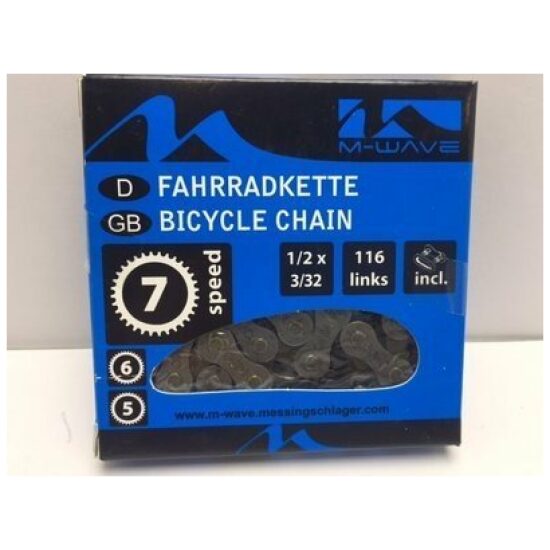 M-WAVE
D FAHRRADKETTE
GB BICYCLE CHAIN
7 speed
1/2 x 3/32
116 links
incl.
6
5
www.m-wave.messingschlager.com